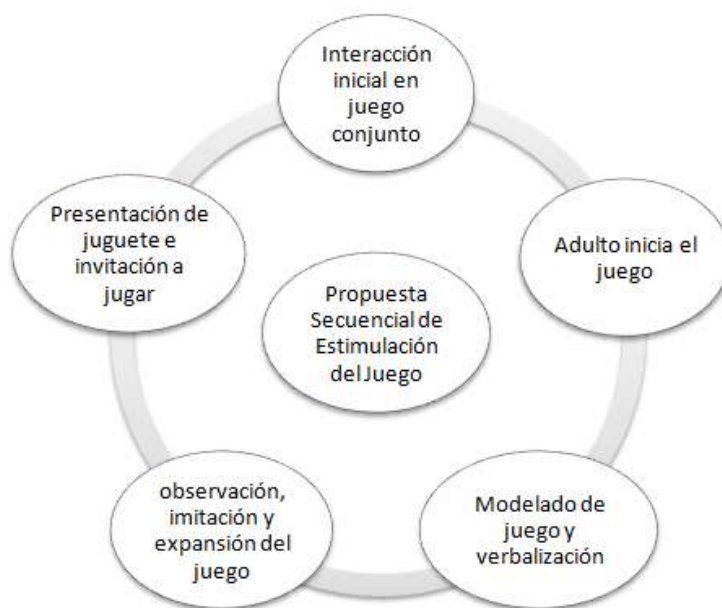 Interacción
inicial en
juego
conjunto
Adulto inicia el
juego
Modelado de
juego y
verbalización
observación,
imitación y
expansión del
juego
Presentación de
juguete e
invitación a
jugar
Propuesta
Secuencial de
Estimulación
del Juego